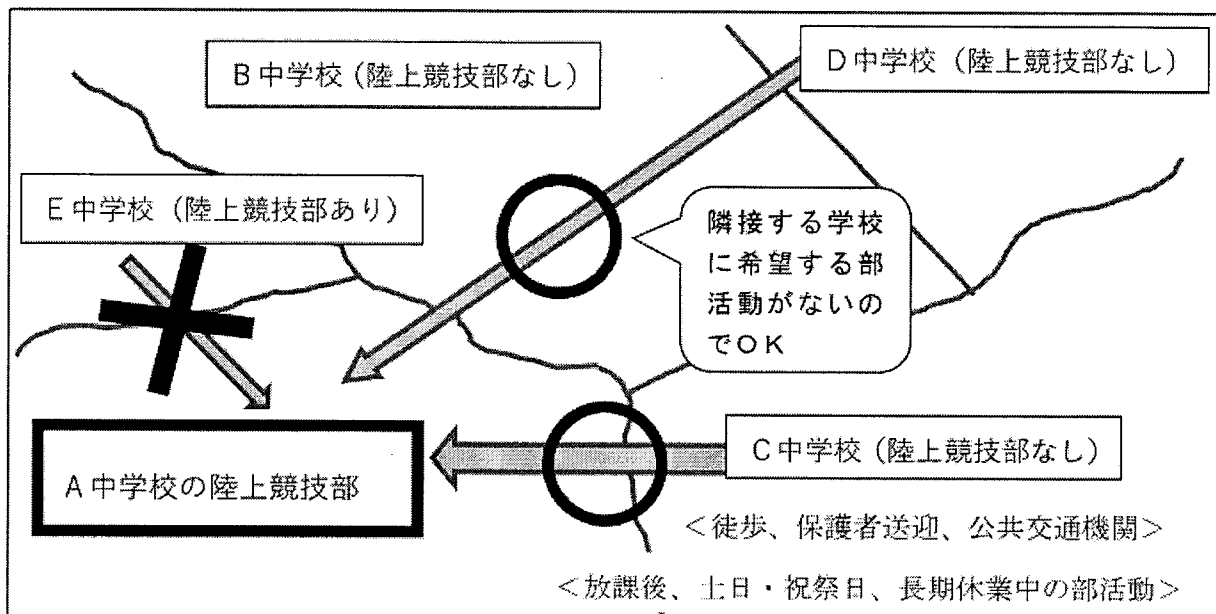 B中学校（陸上競技部なし）
D中学校（陸上競技部なし）
E中学校（陸上競技部あり）
隣接する学校
に希望する部
活動がないの
でOK
C中学校（陸上競技部なし）
A中学校の陸上競技部
＜徒歩、保護者送迎、公共交通機関＞
＜放課後、土日・祝祭日、長期休業中の部活動＞